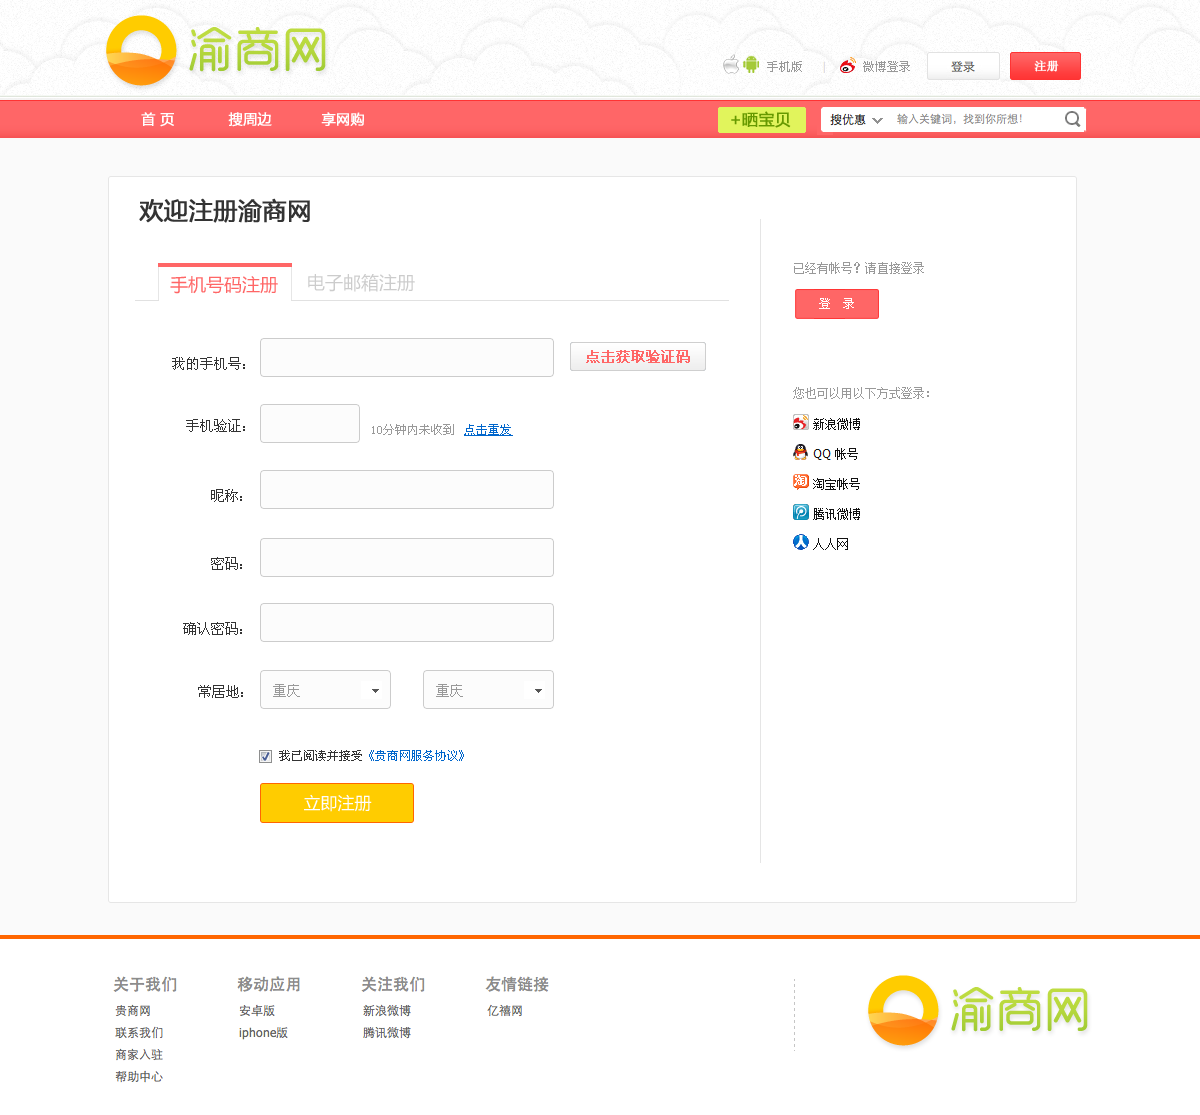 渝商网
手机版 | 微博登录 登录 注册
首 页 搜周边 享网购 +晒宝贝 搜优惠 输入关键词，找到你所想！
欢迎注册渝商网
手机号码注册 电子邮箱注册
我的手机号： 点击获取验证码
手机验证： 10分钟内未收到 点击重发
昵称：
密码：
确认密码：
常居地： 重庆 重庆
我已阅读并接受《贵商网服务协议》
立即注册
已经有帐号？请直接登录
登 录
您也可以用以下方式登录：
新浪微博
QQ 帐号
淘宝帐号
腾讯微博
人人网
关于我们 移动应用 关注我们 友情链接
贵商网 安卓版 新浪微博 亿禧网
联系我们 iphone版 腾讯微博
商家入驻
帮助中心
渝商网